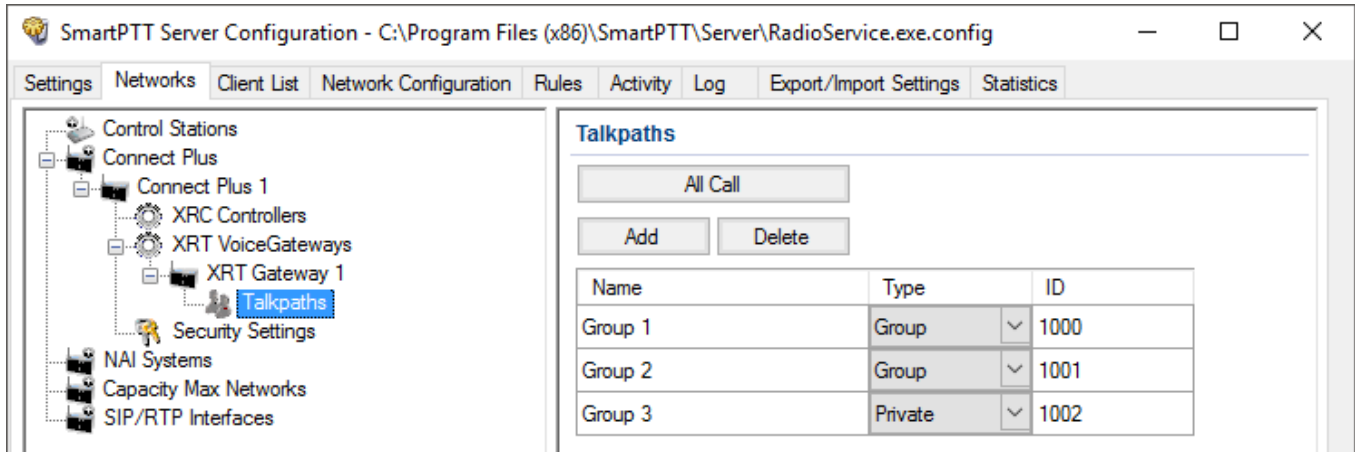 SmartPTT Server Configuration - C:\Program Files (x86)\SmartPTT\Server\RadioService.exe.config
Settings Networks Client List Network Configuration Rules Activity Log Export/Import Settings Statistics
Control Stations
Connect Plus
Connect Plus 1
XRC Controllers
XRT VoiceGateways
XRT Gateway 1
Talkpaths
Security Settings
NAI Systems
Capacity Max Networks
SIP/RTP Interfaces
Talkpaths
All Call
Add Delete
Name Type ID
Group 1 Group 1000
Group 2 Group 1001
Group 3 Private 1002